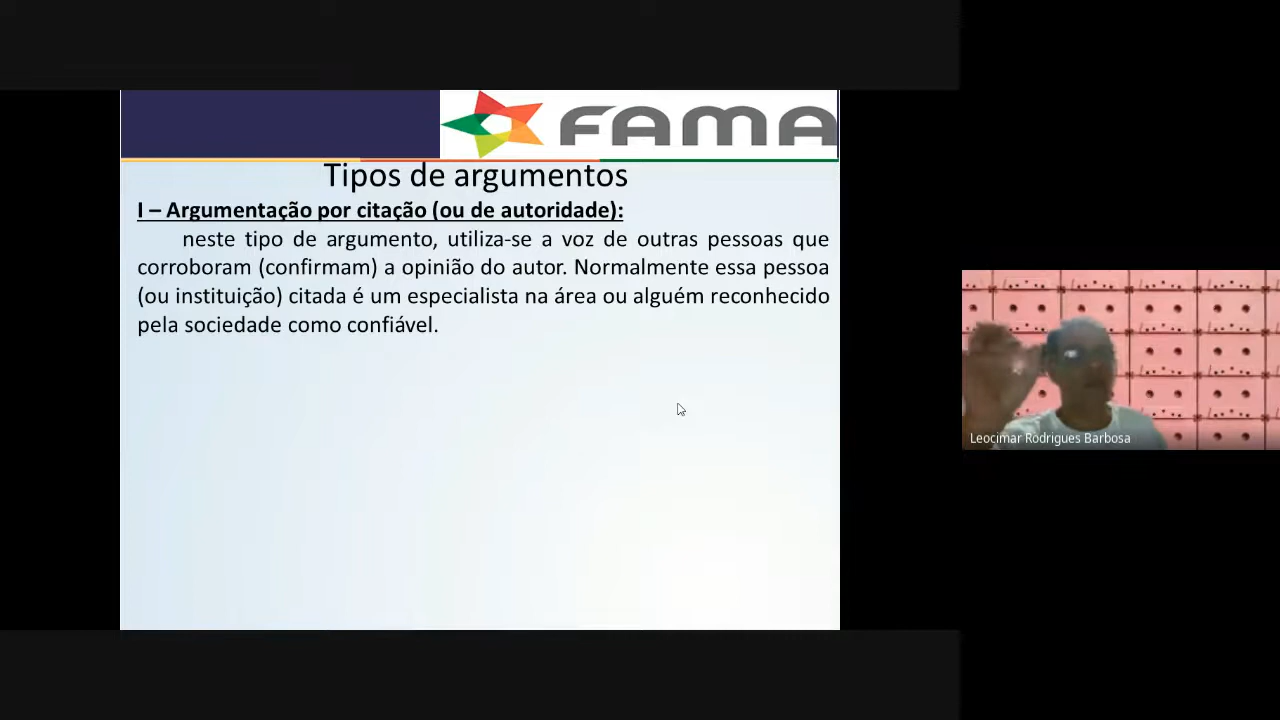 FAMA
Tipos de argumentos
I – Argumentação por citação (ou de autoridade):
neste tipo de argumento, utiliza-se a voz de outras pessoas que
corroboram (confirmam) a opinião do autor. Normalmente essa pessoa
(ou instituição) citada é um especialista na área ou alguém reconhecido
pela sociedade como confiável.
Leocimar Rodrigues Barbosa